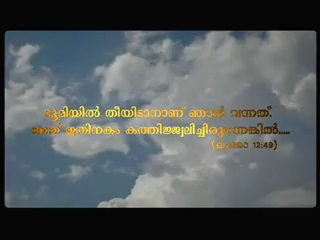 ഭൂമിയിൽ തീയിടാനാണ് ഞാൻ വന്നത്.
അത് ഇതിനകം കത്തിജ്ജ്വലിച്ചിരുന്നെങ്കിൽ....
(ലൂക്കാ 12:49)